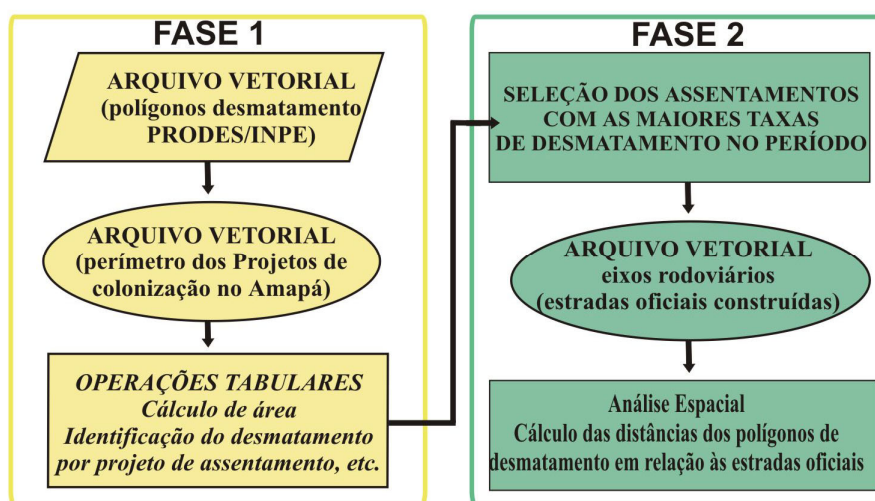 FASE 1
ARQUIVO VETORIAL
(polígonos desmatamento
PRODES/INPE)
ARQUIVO VETORIAL
(perímetro dos Projetos de
colonização no Amapá)
OPERAÇÕES TABULARES
Cálculo de área
Identificação do desmatamento
por projeto de assentamento, etc.
FASE 2
SELEÇÃO DOS ASSENTAMENTOS
COM AS MAIORES TAXAS
DE DESMATAMENTO NO PERÍODO
ARQUIVO VETORIAL
eixos rodoviários
(estradas oficiais construídas)
Análise Espacial
Cálculo das distâncias dos polígonos de
desmatamento em relação às estradas oficiais